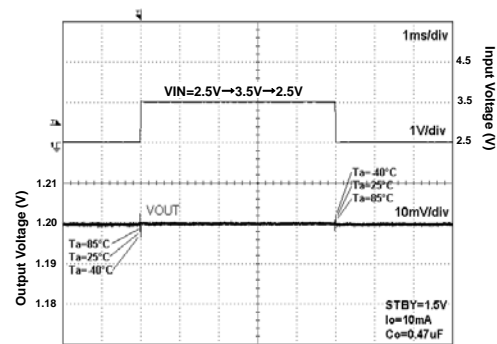 1ms/div
4.5
VIN=2.5V→3.5V→2.5V
3.5
1V/div
2.5
Input Voltage (V)
Ta=-40°C
Ta=25°C
Ta=85°C
1.21
VOUT
10mV/div
1.20
Ta=85°C
Ta=25°C
Ta=-40°C
1.19
1.18
Output Voltage (V)
STBY=1.5V
Io=10mA
Co=0.47uF